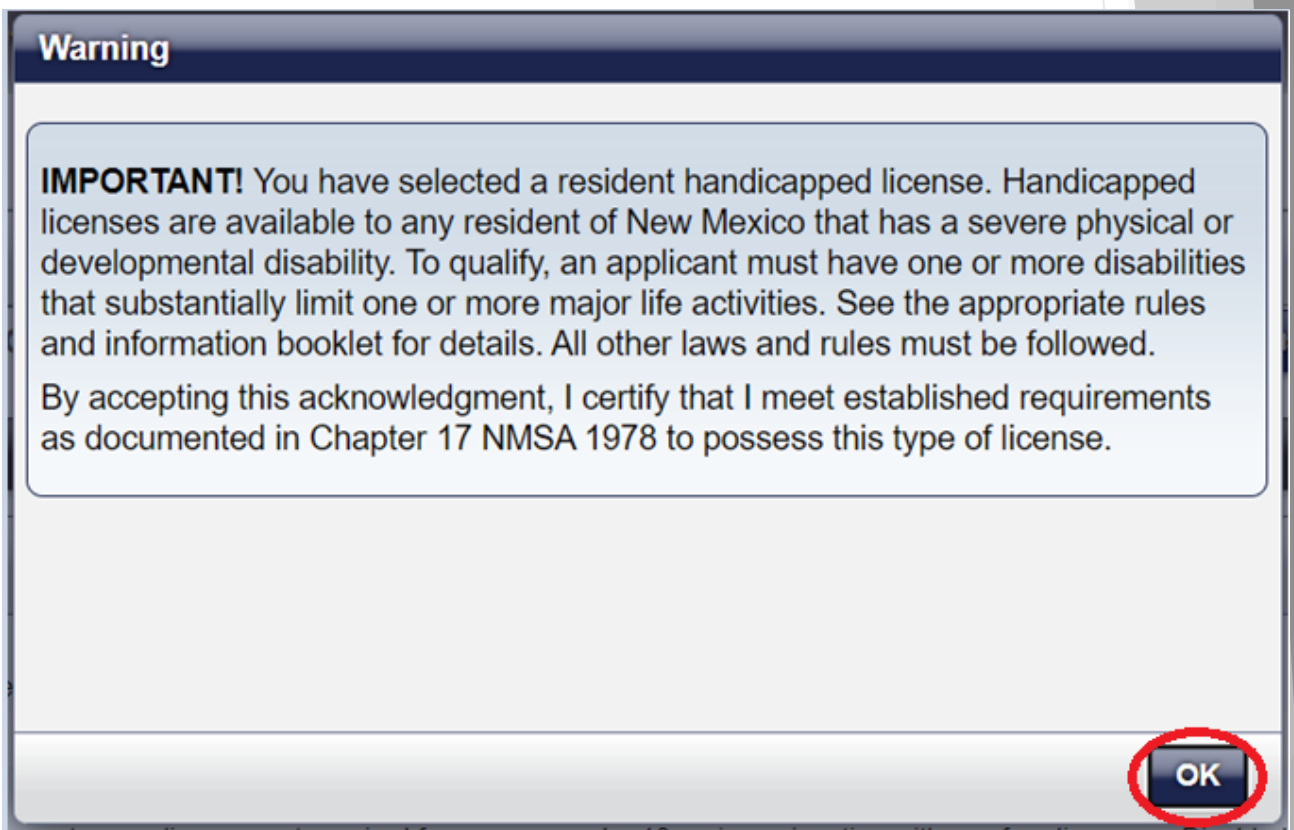 Warning
IMPORTANT! You have selected a resident handicapped license. Handicapped
licenses are available to any resident of New Mexico that has a severe physical or
developmental disability. To qualify, an applicant must have one or more disabilities
that substantially limit one or more major life activities. See the appropriate rules
and information booklet for details. All other laws and rules must be followed.
By accepting this acknowledgment, I certify that I meet established requirements
as documented in Chapter 17 NMSA 1978 to possess this type of license.
OK